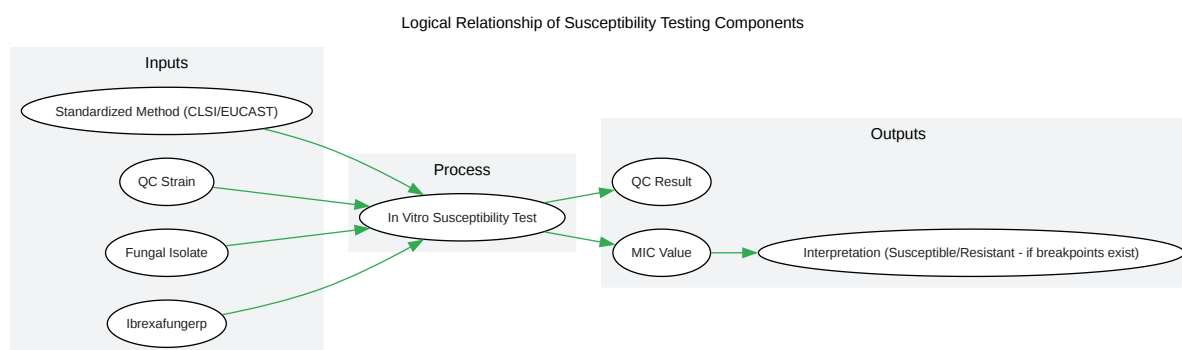 Logical Relationship of Susceptibility Testing Components
Inputs
Standardized Method (CLSI/EUCAST)
QC Strain
Fungal Isolate
Ibrexafungerp
Process
In Vitro Susceptibility Test
Outputs
QC Result
MIC Value
Interpretation (Susceptible/Resistant - if breakpoints exist)